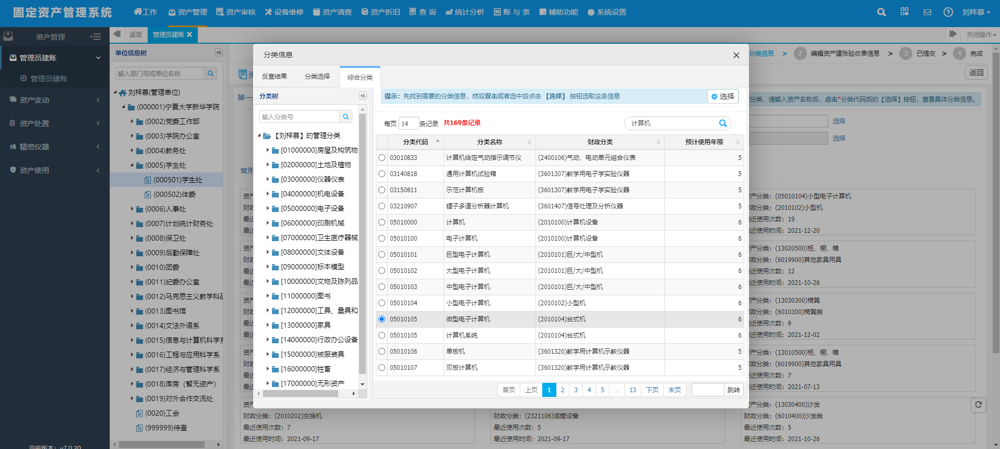 固定资产管理系统
工作 资产管理 资产审核 设备维修 资产清查 资产折旧 查 询 统计分析 账 与 表 辅助功能 系统设置
刘梓慕
资产管理
桌面 管理员建账
关闭操作
管理员建账
管理员建账
资产变动
资产处置
精密仪器
资产使用
当前版本：v7.0.30
单位信息树
输入部门号或单位名称
刘梓慕(管理单位)
(000001)宁夏大学新华学院
(0002)党委工作部
(0003)学院办公室
(0004)教务处
(0005)学生处
(000501)学生处
(000502)体委
(0006)人事处
(0007)计划统计财务处
(0008)保卫处
(0009)后勤保障处
(0010)团委
(0011)纪委办公室
(0012)马克思主义教学科研
(0013)图书馆
(0014)文法外语系
(0015)信息与计算机科学系
(0016)工程与应用科学系
(0017)经济与管理科学系
(0018)库房（暂无资产）
(0019)对外合作交流处
(0020)工会
(999999)待查
分类信息 > 2 编辑资产建账验收单信息 > 3 已提交 > 4 完成
返回
分类信息
反查结果 分类选择 综合分类
分类树
输入分类号
【刘梓慕】的管理分类
[01000000]房屋及构筑物
[02000000]土地及植物
[03000000]仪器仪表
[04000000]机电设备
[05000000]电子设备
[06000000]印刷机械
[07000000]卫生医疗器械
[08000000]文体设备
[09000000]标本模型
[10000000]文物及陈列品
[11000000]图书
[12000000]工具、量具和
[13000000]家具
[14000000]行政办公设备
[15000000]被服装具
[16000000]牲畜
[17000000]无形资产
提示：先找到需要的分类信息，然后双击或者选中后点击 【选择】 按钮选取这条信息
选择
每页 14 条记录 共169条记录
计算机
分类代码 分类名称 财政分类 预计使用年限
03010833 计算机给定气动指示调节仪 (2400106)气动、电动单元组合仪表 5
03140818 通用计算机试验箱 (3601307)教学用电子学实验仪器 5
03150811 示范计算机板 (3601307)教学用电子学实验仪器 5
03210907 锂子多道分析器计算机 (3601407)信号处理及分析仪器 5
05010000 计算机 (2010100)计算机设备 6
05010100 电子计算机 (2010100)计算机设备 6
05010101 巨型电子计算机 (2010101)巨/大/中型机 6
05010102 大型电子计算机 (2010101)巨/大/中型机 6
05010103 中型电子计算机 (2010101)巨/大/中型机 6
05010104 小型电子计算机 (2010102)小型机 6
05010105 微型电子计算机 (2010104)台式机 6
05010105 计算机系统 (2010104)台式机 6
05010106 单板机 (3601320)教学用计算机示教仪器 5
05010107 双板计算机 (3601320)教学用计算机示教仪器 5
首页 上页 1 2 3 4 5 ... 13 下页 末页 跳转
分类，请输入资产名称后，点击*分类代码后的【选择】按钮，查看具体分类信息。
选择
选择
第一
常用
资产分类：(05010104)小型电子计算机
财政分类：(2010102)小型机
最近使用次数：19
最近使用时间：2021-12-20
资产分类：(13020500)柜、橱、箱
财政分类：(6019900)其他家具用具
最近使用次数：12
最近使用时间：2021-10-26
资产分类：(13030300)椅凳
财政分类：(6010300)椅凳类
最近使用次数：9
最近使用时间：2021-12-02
资产分类：(13010500)柜、橱、箱
财政分类：(6019900)其他家具用具
最近使用次数：7
最近使用时间：2021-07-13
财政分类：(2010202)交换机
最近使用次数：7
最近使用时间：2021-09-17
财政分类：(2321106)话筒设备
最近使用次数：5
最近使用时间：2021-09-17
资产分类：(13030400)沙发
财政分类：(6010400)沙发类
最近使用次数：5
最近使用时间：2021-10-26